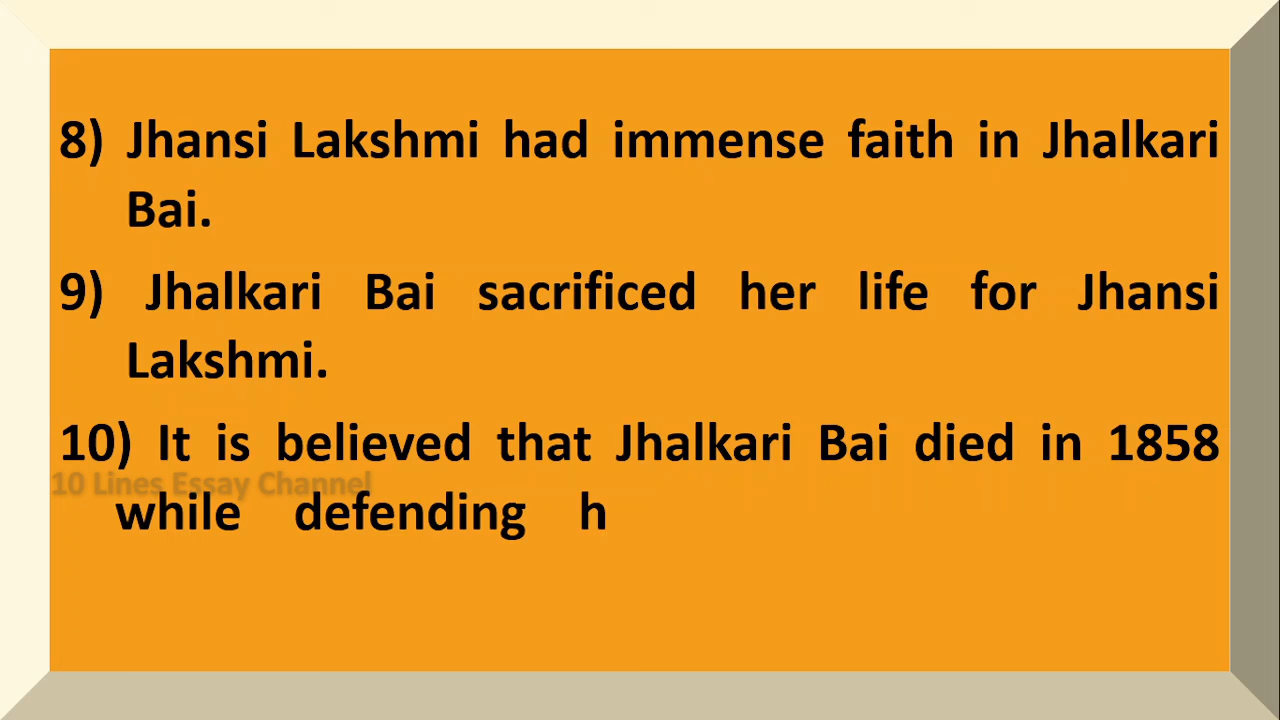 8) Jhansi Lakshmi had immense faith in Jhalkari
Bai.
9) Jhalkari Bai sacrificed her life for Jhansi
Lakshmi.
10) It is believed that Jhalkari Bai died in 1858
10 Lines Essay Channel
while defending h